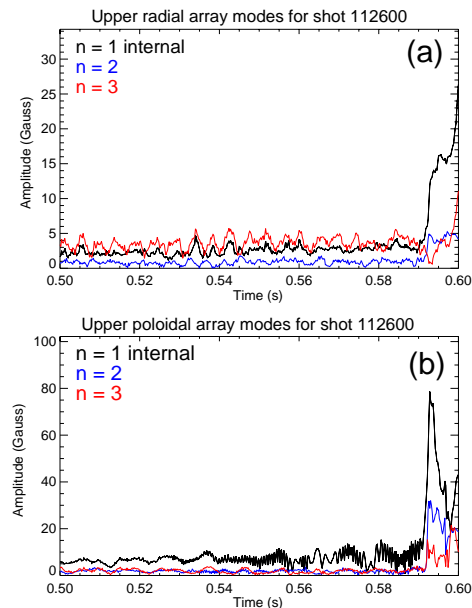 Upper radial array modes for shot 112600
(a)
n = 1 internal
n = 2
n = 3
30
25
20
15
10
5
0
Amplitude (Gauss)
0.50 0.52 0.54 0.56 0.58 0.60
Time (s)
Upper poloidal array modes for shot 112600
(b)
n = 1 internal
n = 2
n = 3
100
80
60
40
20
0
Amplitude (Gauss)
0.50 0.52 0.54 0.56 0.58 0.60
Time (s)